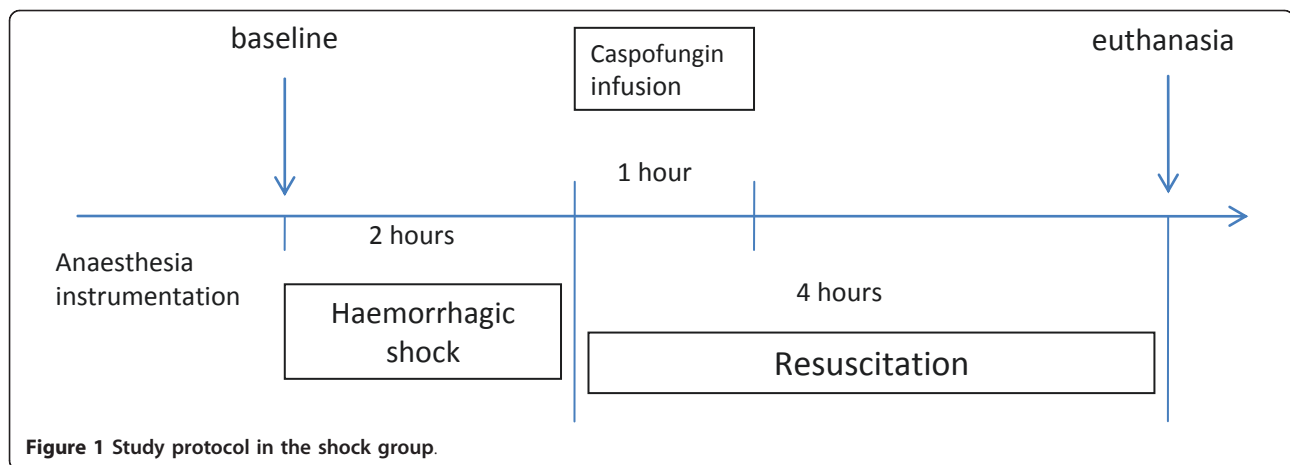 baseline
Caspofungin
infusion
euthanasia
1 hour
2 hours
Anaesthesia
instrumentation
4 hours
Haemorrhagic
shock
Resuscitation
Figure 1 Study protocol in the shock group.